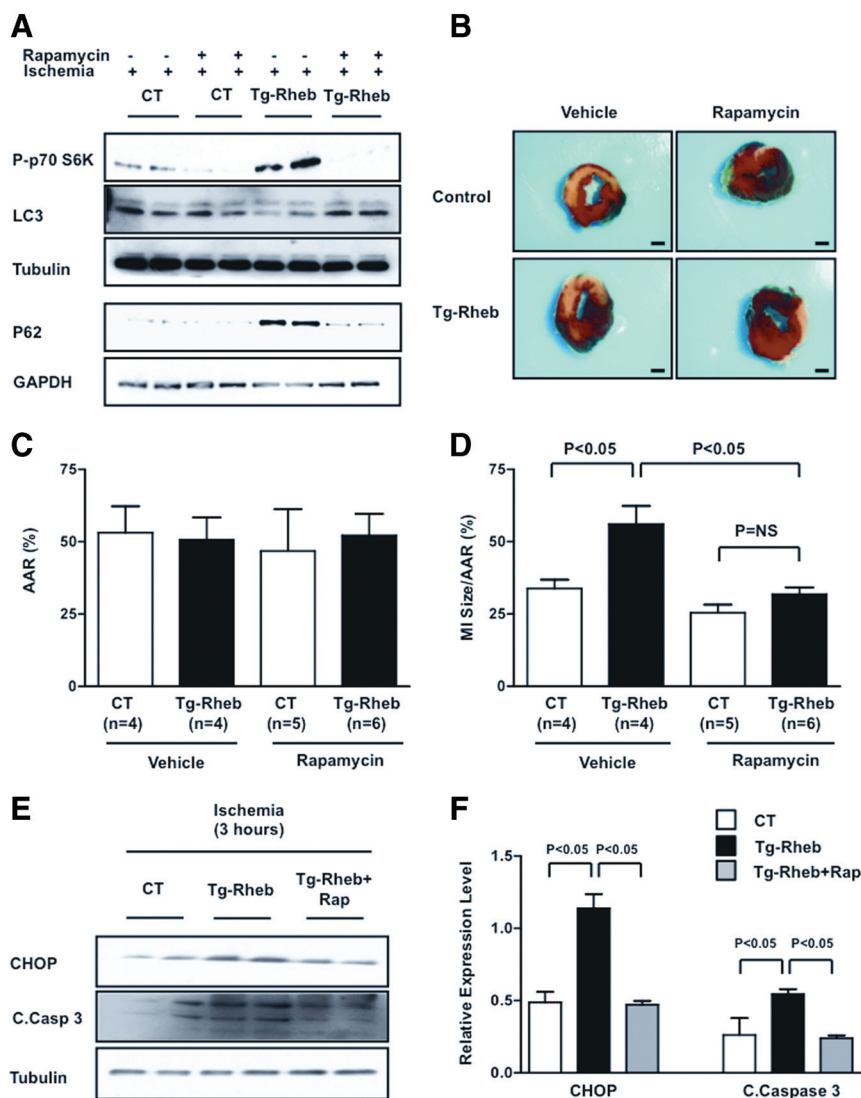 A
Rapamycin - - + + - - + +
Ischemia + + + + + + + +
CT CT Tg-Rheb Tg-Rheb
P-p70 S6K
LC3
Tubulin
P62
GAPDH
B
Vehicle Rapamycin
Control
Tg-Rheb
C
AAR (%)
75
50
25
0
CT Tg-Rheb CT Tg-Rheb
(n=4) (n=4) (n=5) (n=6)
Vehicle Rapamycin
D
P<0.05 P<0.05
P=NS
MI Size/AAR (%)
75
50
25
0
CT Tg-Rheb CT Tg-Rheb
(n=4) (n=4) (n=5) (n=6)
Vehicle Rapamycin
E
Ischemia
(3 hours)
CT Tg-Rheb Tg-Rheb+
Rap
CHOP
C.Casp 3
Tubulin
F
CT
Tg-Rheb
Tg-Rheb+Rap
P<0.05 P<0.05
P<0.05 P<0.05
Relative Expression Level
1.5
1.0
0.5
0.0
CHOP C.Caspase 3